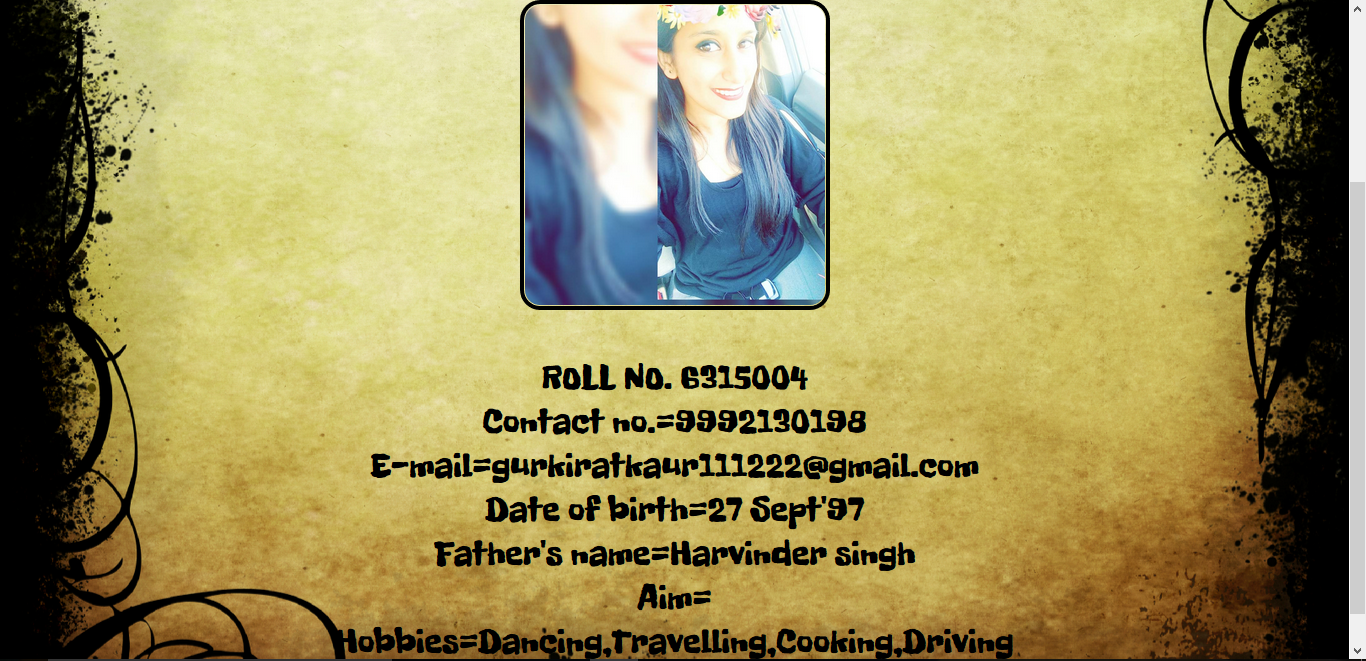 ROLL No. 6315004
Contact no.=9992130198
E-mail=gurkiratkaur111222@gmail.com
Date of birth=27 Sept'97
Father's name=Harvinder singh
Aim=
Hobbies=Dancing,Travelling,Cooking,Driving